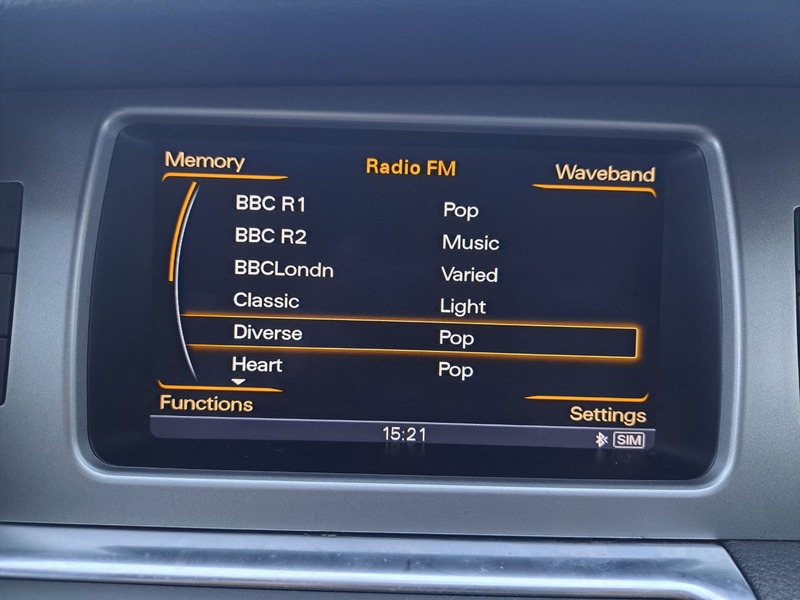 Memory Radio FM Waveband
BBC R1 Pop
BBC R2 Music
BBCLondn Varied
Classic Light
Diverse Pop
Heart Pop
Functions Settings
15:21 SIM